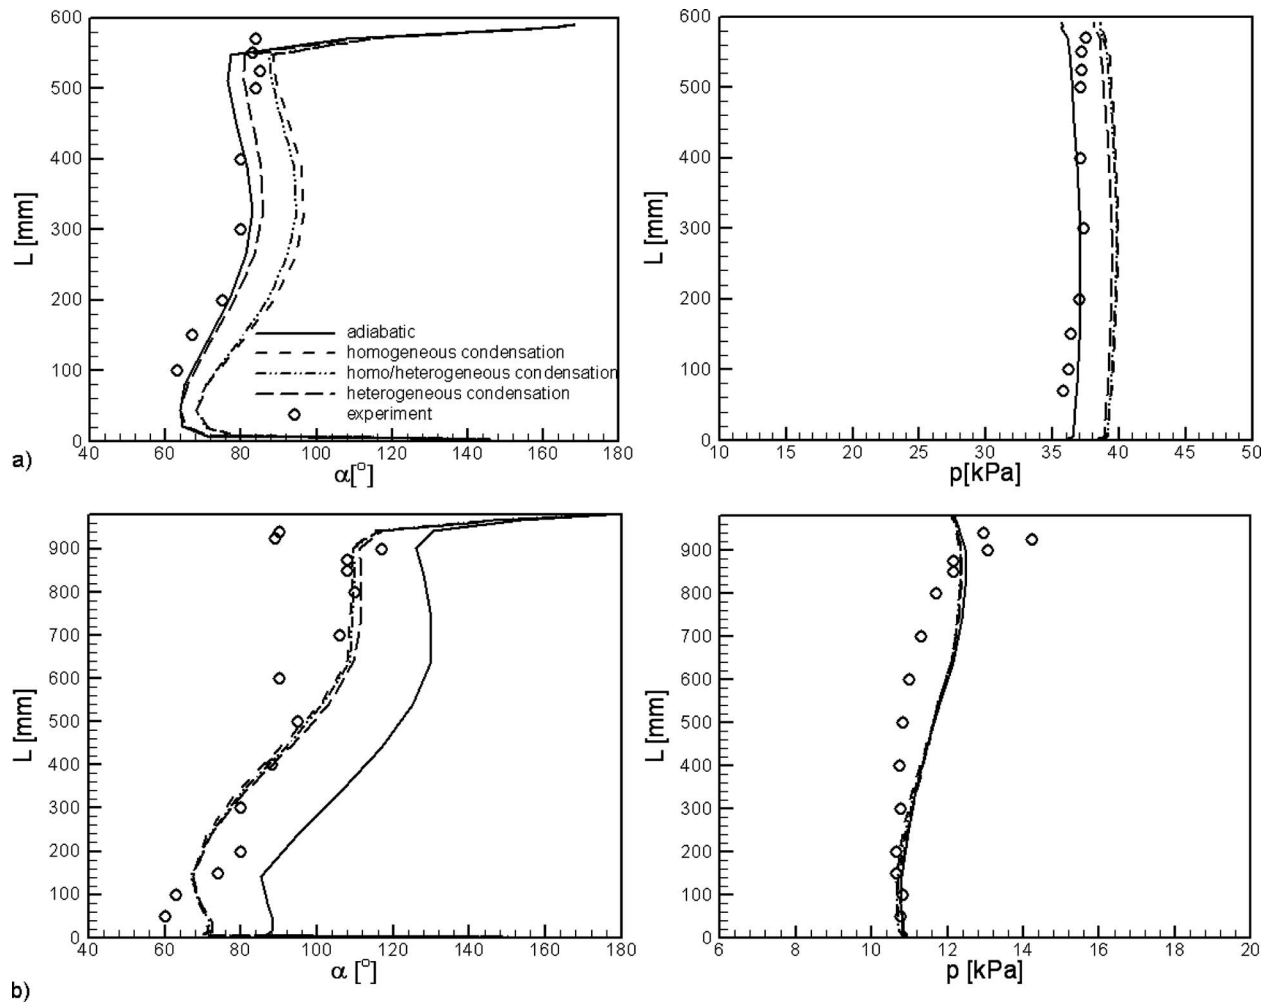 600
500
400
300
200
100
0
L [mm]
40 60 80 100 120 140 160 180
α[°]
adiabatic
homogeneous condensation
homo/heterogeneous condensation
heterogeneous condensation
experiment
a)
600
500
400
300
200
100
0
L [mm]
10 15 20 25 30 35 40 45 50
p[kPa]
900
800
700
600
500
400
300
200
100
0
L [mm]
40 60 80 100 120 140 160 180
α [°]
b)
900
800
700
600
500
400
300
200
100
0
L [mm]
6 8 10 12 14 16 18 20
p [kPa]